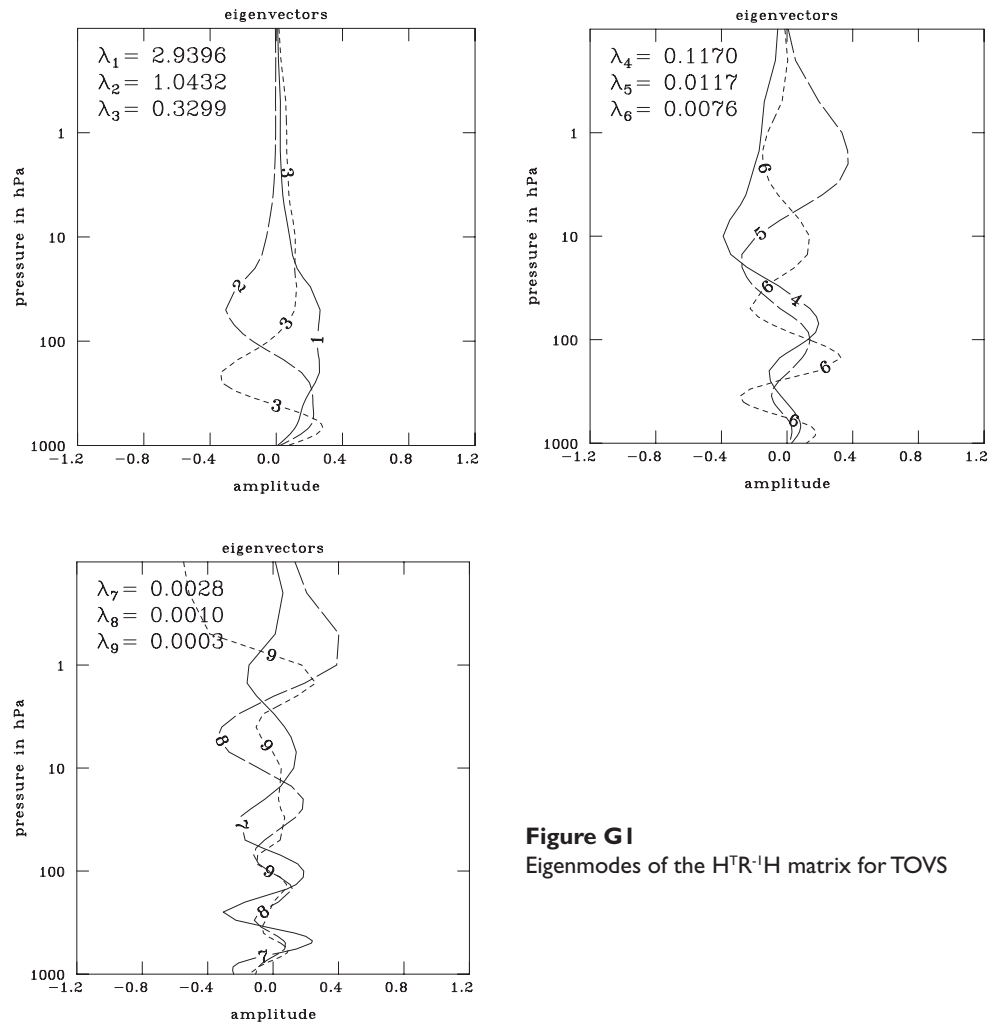 eigenvectors
λ1= 2.9396
λ2= 1.0432
λ3= 0.3299
1
10
100
1000
pressure in hPa
3
2
3
1
3
-1.2 -0.8 -0.4 0.0 0.4 0.8 1.2
amplitude
eigenvectors
λ4= 0.1170
λ5= 0.0117
λ6= 0.0076
1
10
100
1000
pressure in hPa
6
5
6
4
6
6
-1.2 -0.8 -0.4 0.0 0.4 0.8 1.2
amplitude
eigenvectors
λ7= 0.0028
λ8= 0.0010
λ9= 0.0003
1
10
100
1000
pressure in hPa
9
8
9
7
9
8
7
-1.2 -0.8 -0.4 0.0 0.4 0.8 1.2
amplitude
Figure G1
Eigenmodes of the HᵀR⁻¹H matrix for TOVS